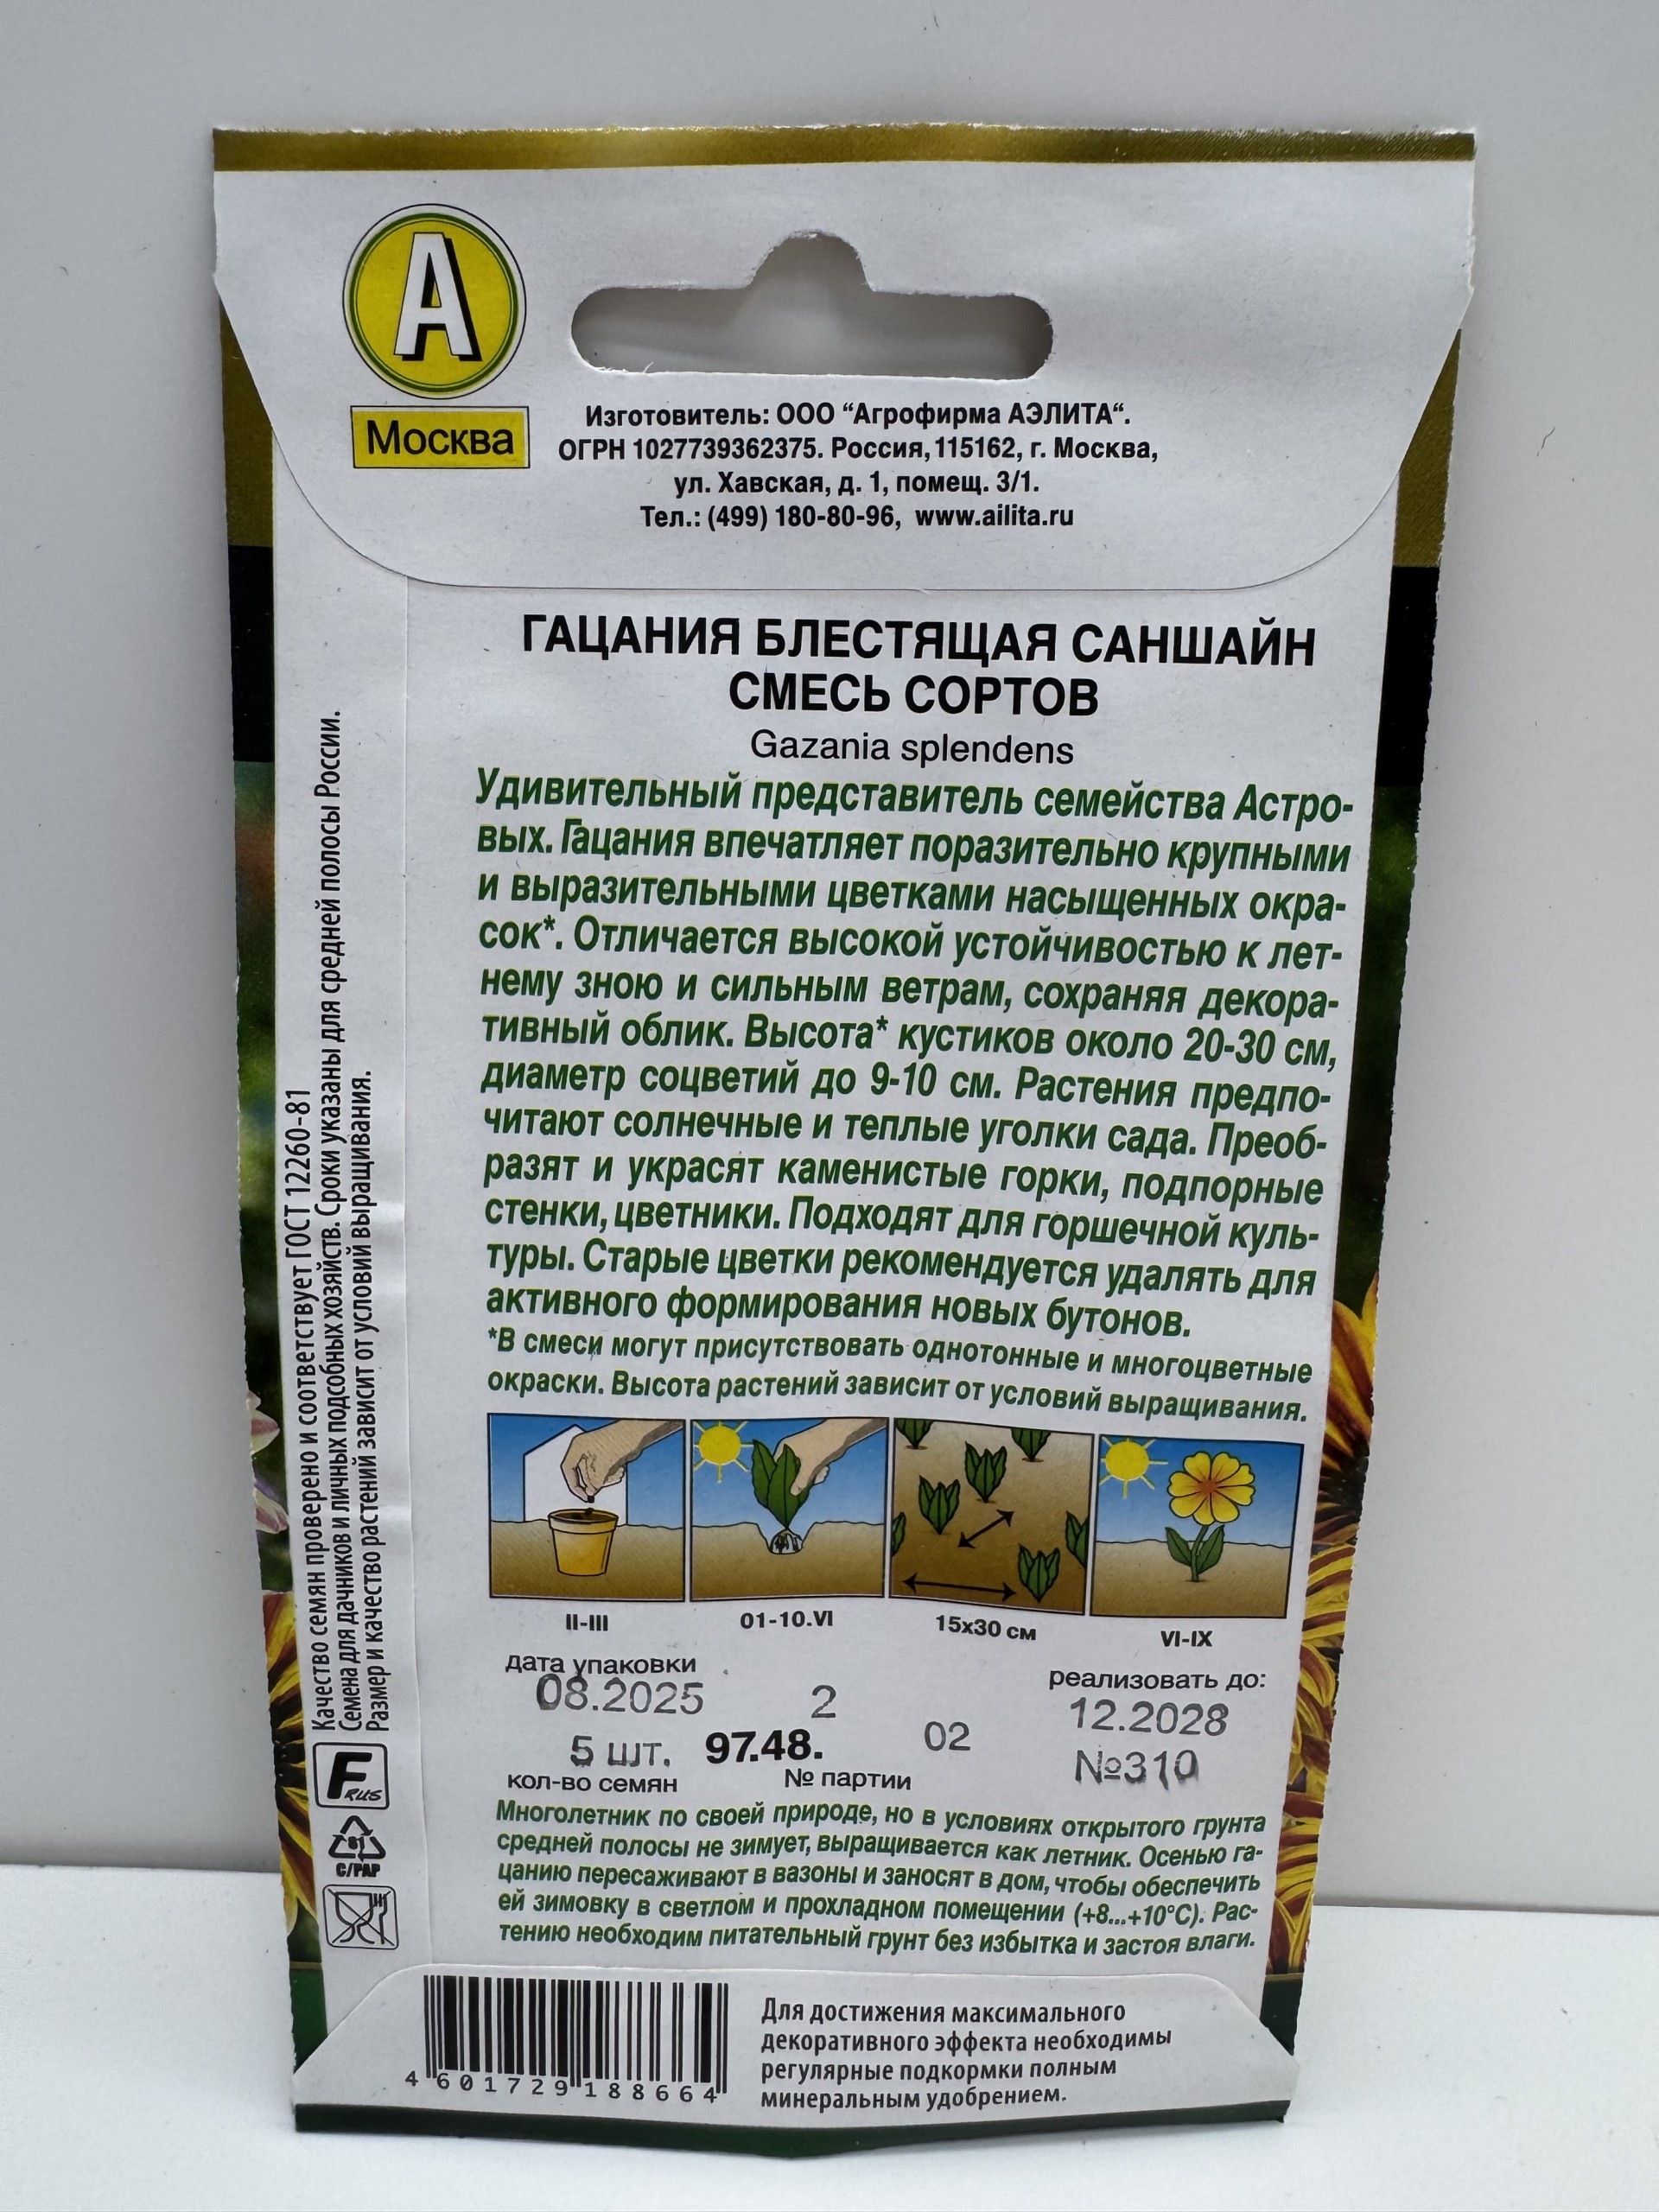 А
Москва
Изготовитель: ООО “Агрофирма АЭЛИТА“.
ОГРН 1027739362375. Россия, 115162, г. Москва,
ул. Хавская, д. 1, помещ. 3/1.
Тел.: (499) 180-80-96, www.ailita.ru
ГАЦАНИЯ БЛЕСТЯЩАЯ САНШАЙН
СМЕСЬ СОРТОВ
Gazania splendens
Удивительный представитель семейства Астро-
вых. Гацания впечатляет поразительно крупными
и выразительными цветками насыщенных окра-
сок*. Отличается высокой устойчивостью к лет-
нему зною и сильным ветрам, сохраняя декора-
тивный облик. Высота* кустиков около 20-30 см,
диаметр соцветий до 9-10 см. Растения предпо-
читают солнечные и теплые уголки сада. Преоб-
разят и украсят каменистые горки, подпорные
стенки, цветники. Подходят для горшечной куль-
туры. Старые цветки рекомендуется удалять для
активного формирования новых бутонов.
*В смеси могут присутствовать однотонные и многоцветные
окраски. Высота растений зависит от условий выращивания.
II-III
01-10.VI
15x30 см
VI-IX
дата упаковки
реализовать до:
08.2025
2
12.2028
5 шт.
97.48.
02
№310
кол-во семян
№ партии
Многолетник по своей природе, но в условиях открытого грунта
средней полосы не зимует, выращивается как летник. Осенью га-
цанию пересаживают в вазоны и заносят в дом, чтобы обеспечить
ей зимовку в светлом и прохладном помещении (+8...+10°С). Рас-
тению необходим питательный грунт без избытка и застоя влаги.
Качество семян проверено и соответствует ГОСТ 12260-81
Семена для дачников и личных подсобных хозяйств. Сроки указаны для средней полосы России.
Размер и качество растений зависит от условий выращивания.
F RUS
81
C/PAP
4 601729 188664
Для достижения максимального
декоративного эффекта необходимы
регулярные подкормки полным
минеральным удобрением.